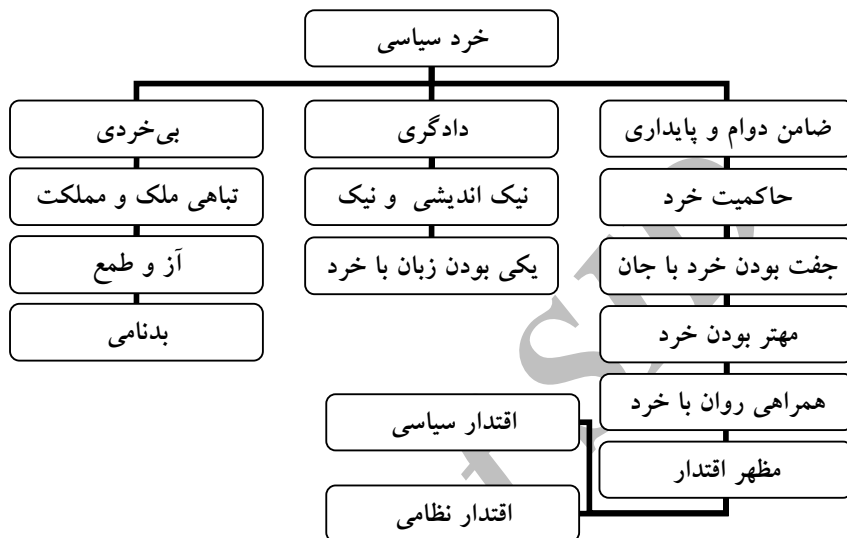 خرد سیاسی
ضامن دوام و پایداری
دادگری
بی‌خردی
حاکمیت خرد
نیک اندیشی و نیک
تباهی ملک و مملکت
جفت بودن خرد با جان
یکی بودن زبان با خرد
آز و طمع
مهتر بودن خرد
بدنامی
همراهی روان با خرد
اقتدار سیاسی
مظهر اقتدار
اقتدار نظامی